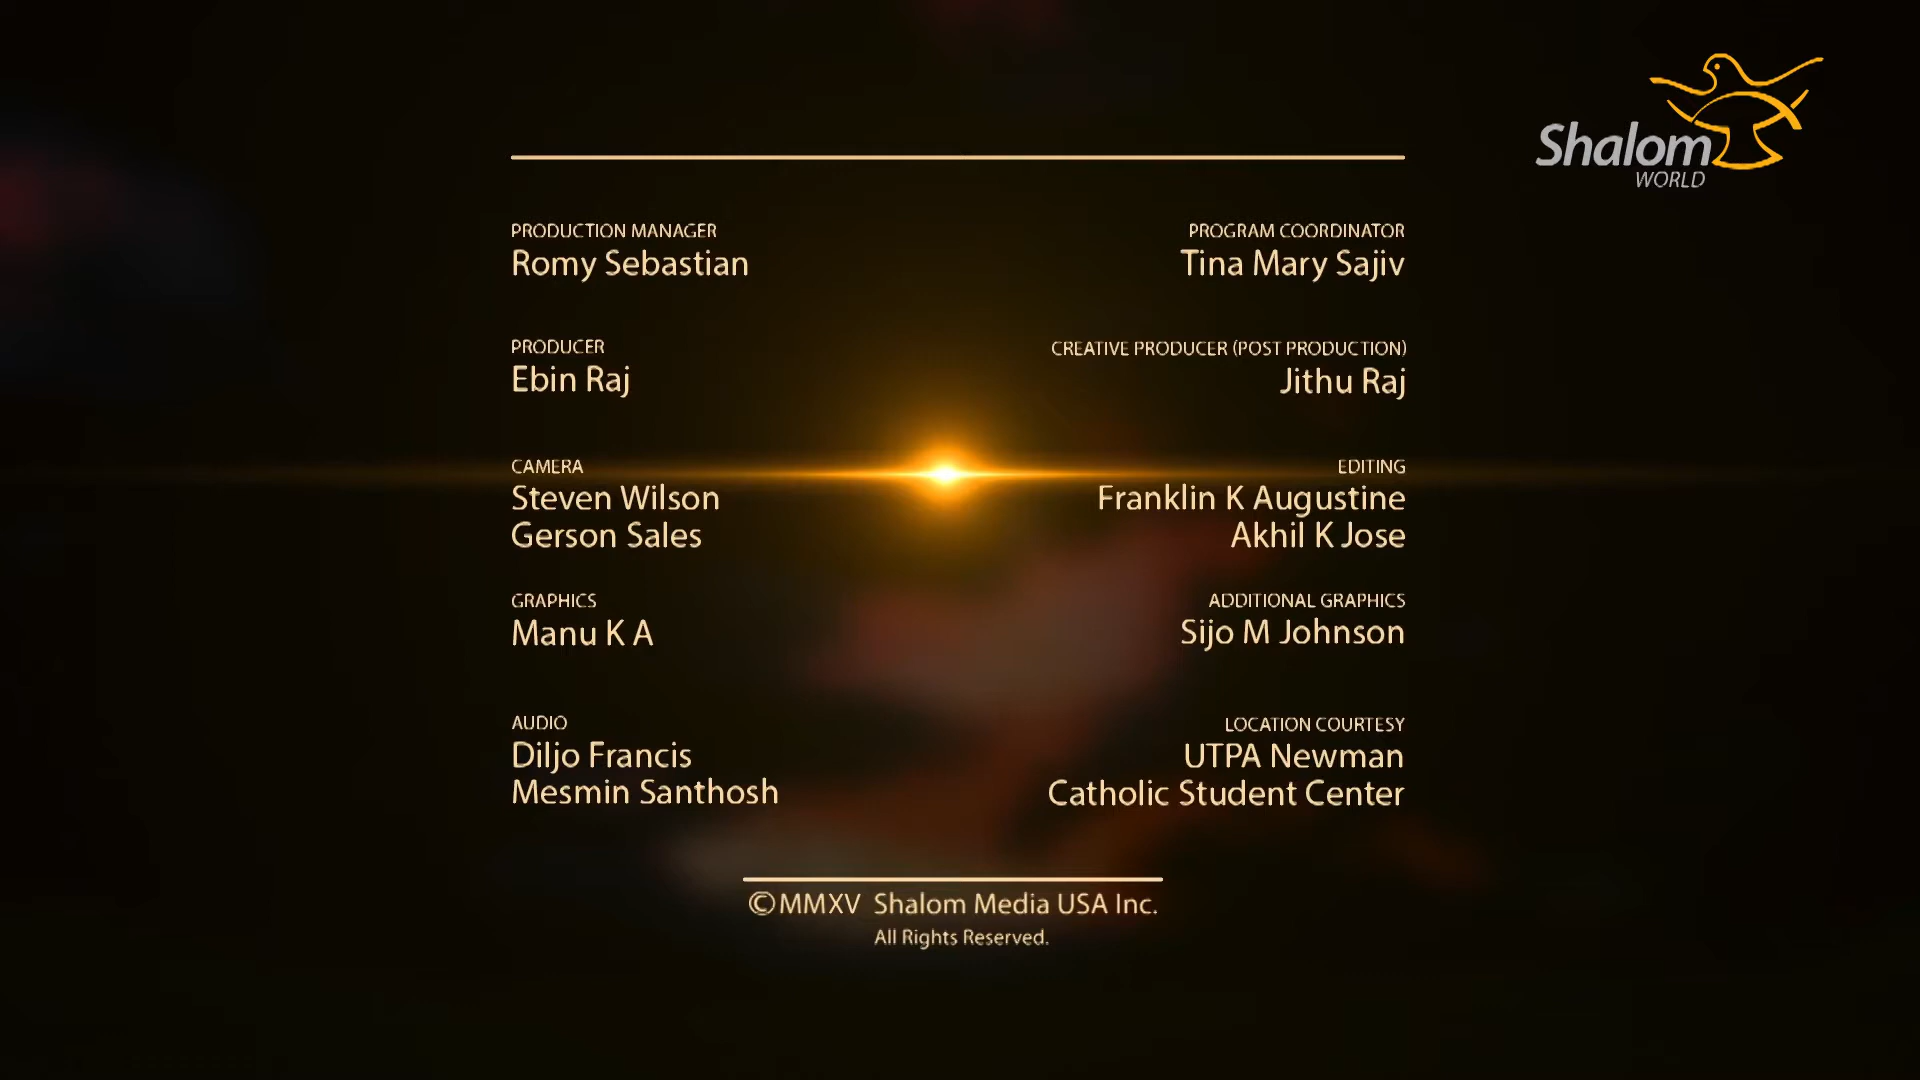 Shalom
WORLD
PRODUCTION MANAGER
Romy Sebastian
PROGRAM COORDINATOR
Tina Mary Sajiv
PRODUCER
Ebin Raj
CREATIVE PRODUCER (POST PRODUCTION)
Jithu Raj
CAMERA
Steven Wilson
Gerson Sales
EDITING
Franklin K Augustine
Akhil K Jose
GRAPHICS
Manu K A
ADDITIONAL GRAPHICS
Sijo M Johnson
AUDIO
Diljo Francis
Mesmin Santhosh
LOCATION COURTESY
UTPA Newman
Catholic Student Center
©MMXV Shalom Media USA Inc.
All Rights Reserved.